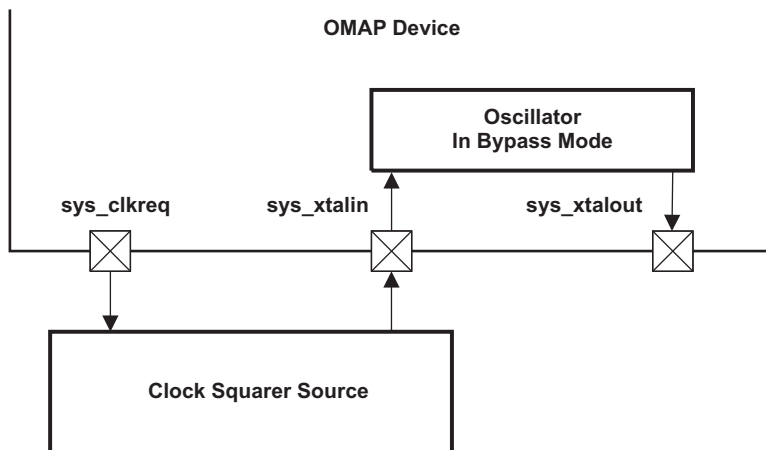 OMAP Device
Oscillator
In Bypass Mode
sys_clkreq
sys_xtalin
sys_xtalout
Clock Squarer Source